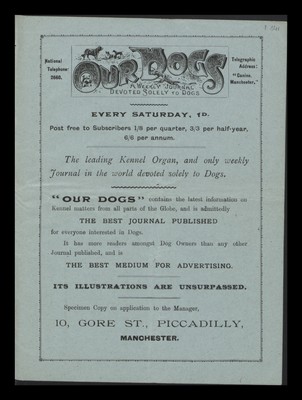 National
Telephone
2989.
OUR DOGS
A WEEKLY JOURNAL
DEVOTED SOLELY TO DOGS
Telegraphic
Address:
"Canine,
Manchester."
EVERY SATURDAY, 1D.
Post free to Subscribers 1/8 per quarter, 3/3 per half-year,
6/6 per annum.
The leading Kennel Organ, and only weekly
Journal in the world devoted solely to Dogs.
"OUR DOGS" contains the latest information on
Kennel matters from all parts of the Globe, and is admittedly
THE BEST JOURNAL PUBLISHED
for everyone interested in Dogs.
It has more readers amongst Dog Owners than any other
Journal published, and is
THE BEST MEDIUM FOR ADVERTISING.
ITS ILLUSTRATIONS ARE UNSURPASSED.
Specimen Copy on application to the Manager,
10, GORE ST., PICCADILLY,
MANCHESTER.